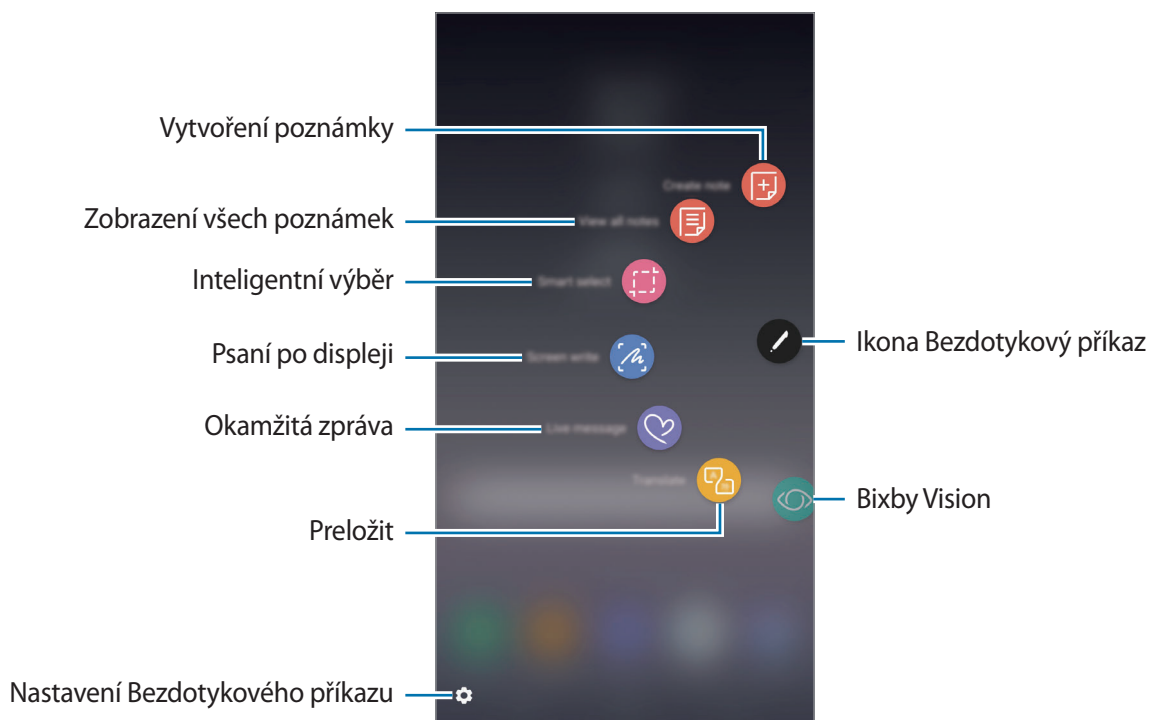 Vytvoření poznámky
Create note
Zobrazení všech poznámek
View all notes
Inteligentní výběr
Smart select
Psaní po displeji
Screen write
Ikona Bezdotykový příkaz
Okamžitá zpráva
Live message
Translate
Bixby Vision
Preložit
Nastavení Bezdotykového příkazu